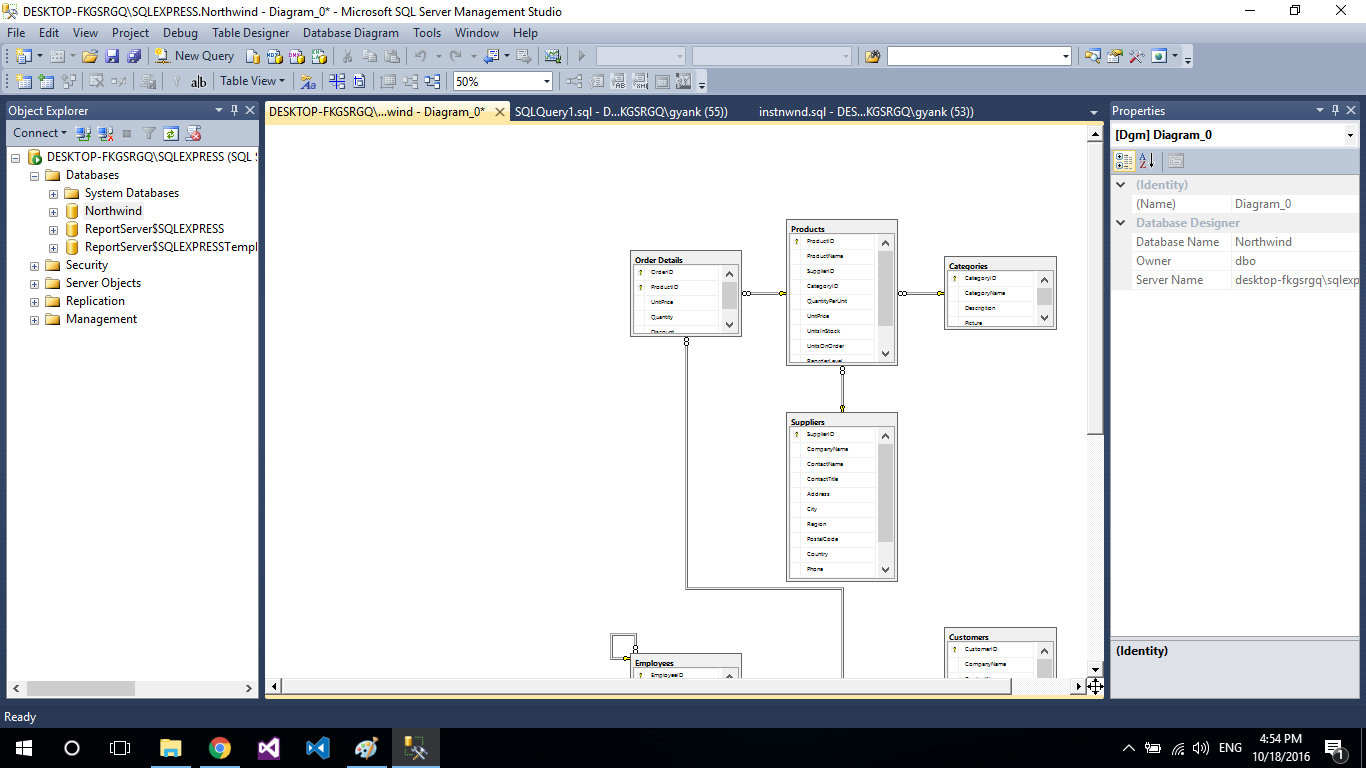 DESKTOP-FKGSRGQ\SQLEXPRESS.Northwind - Diagram_0* - Microsoft SQL Server Management Studio
File Edit View Project Debug Table Designer Database Diagram Tools Window Help
New Query
ab Table View 50%
Object Explorer
Connect
DESKTOP-FKGSRGQ\SQLEXPRESS (SQL S
Databases
System Databases
Northwind
ReportServer$SQLEXPRESS
ReportServer$SQLEXPRESSTempl
Security
Server Objects
Replication
Management
DESKTOP-FKGSRGQ\...wind - Diagram_0* SQLQuery1.sql - D...KGSRGQ\gyank (55)) instnwnd.sql - DES...KGSRGQ\gyank (53))
Order Details
OrderID
ProductID
UnitPrice
Quantity
Discount
Products
ProductID
ProductName
SupplierID
CategoryID
QuantityPerUnit
UnitPrice
UnitsInStock
UnitsOnOrder
ReorderLevel
Categories
CategoryID
CategoryName
Description
Picture
Suppliers
SupplierID
CompanyName
ContactName
ContactTitle
Address
City
Region
PostalCode
Country
Phone
Employees
EmployeeID
Customers
CustomerID
CompanyName
Properties
[Dgm] Diagram_0
(Identity)
(Name) Diagram_0
Database Designer
Database Name Northwind
Owner dbo
Server Name desktop-fkgsrgq\sqlexp
(Identity)
Ready
ENG
4:54 PM
10/18/2016
1